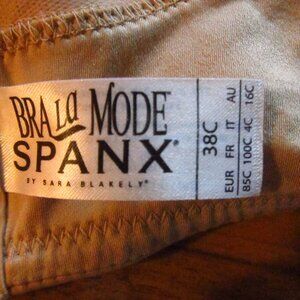 BRA La MODE
SPANX®
BY SARA BLAKELY®
38C
EUR FR IT AU
85C 100C 4C 16C